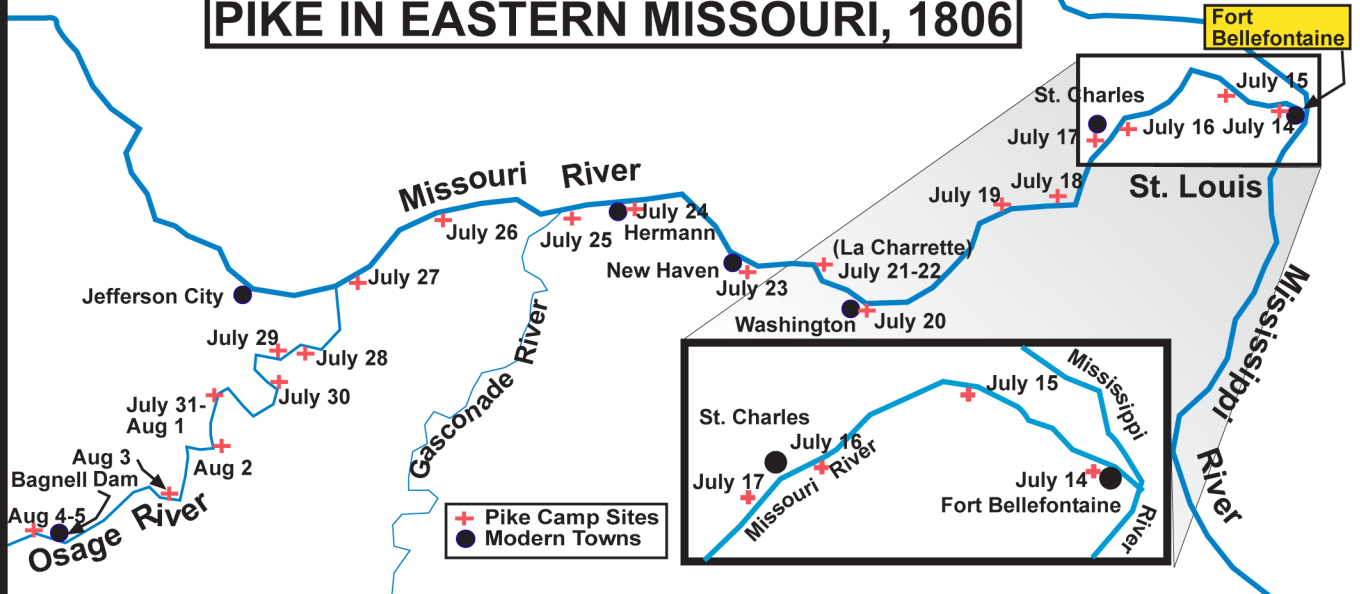 PIKE IN EASTERN MISSOURI, 1806
Fort
Bellefontaine
July 15
St. Charles
July 17
July 16
July 14
July 18
July 19
St. Louis
Missouri River
July 24
Hermann
July 26
July 25
(La Charrette)
July 21-22
New Haven
July 23
July 27
Jefferson City
Washington
July 20
July 29
July 28
July 30
July 31-
Aug 1
Aug 2
Aug 3
Bagnell Dam
Aug 4-5
Osage River
Gasconade River
Mississippi River
Pike Camp Sites
Modern Towns
Mississippi
River
July 15
St. Charles
July 16
July 17
Missouri River
July 14
Fort Bellefontaine